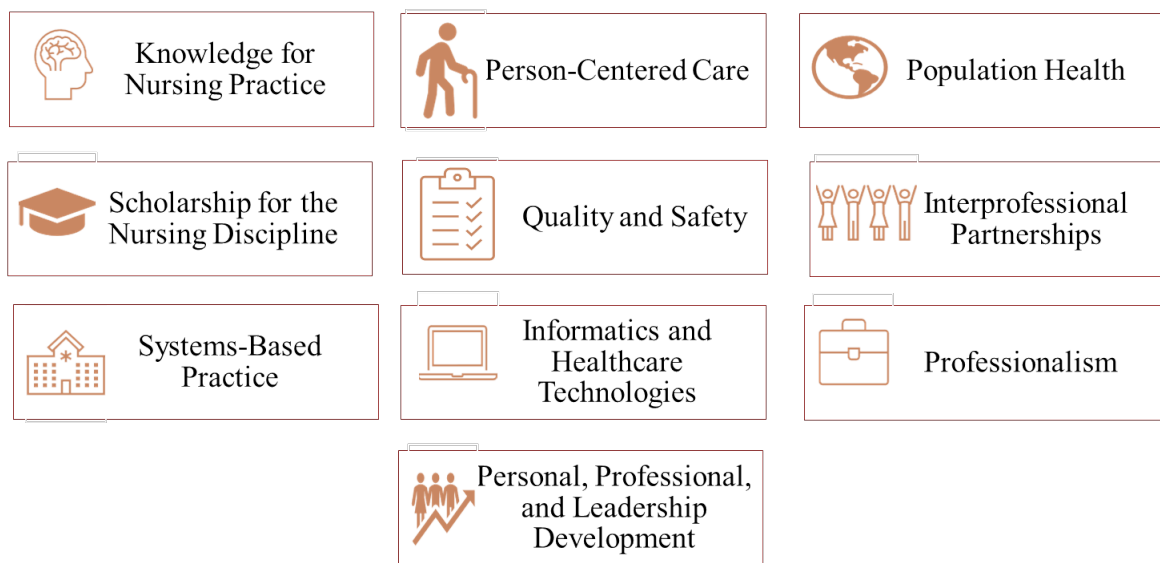 Knowledge for
Nursing Practice
Person-Centered Care
Population Health
Scholarship for the
Nursing Discipline
Quality and Safety
Interprofessional
Partnerships
Systems-Based
Practice
Informatics and
Healthcare
Technologies
Professionalism
Personal, Professional,
and Leadership
Development